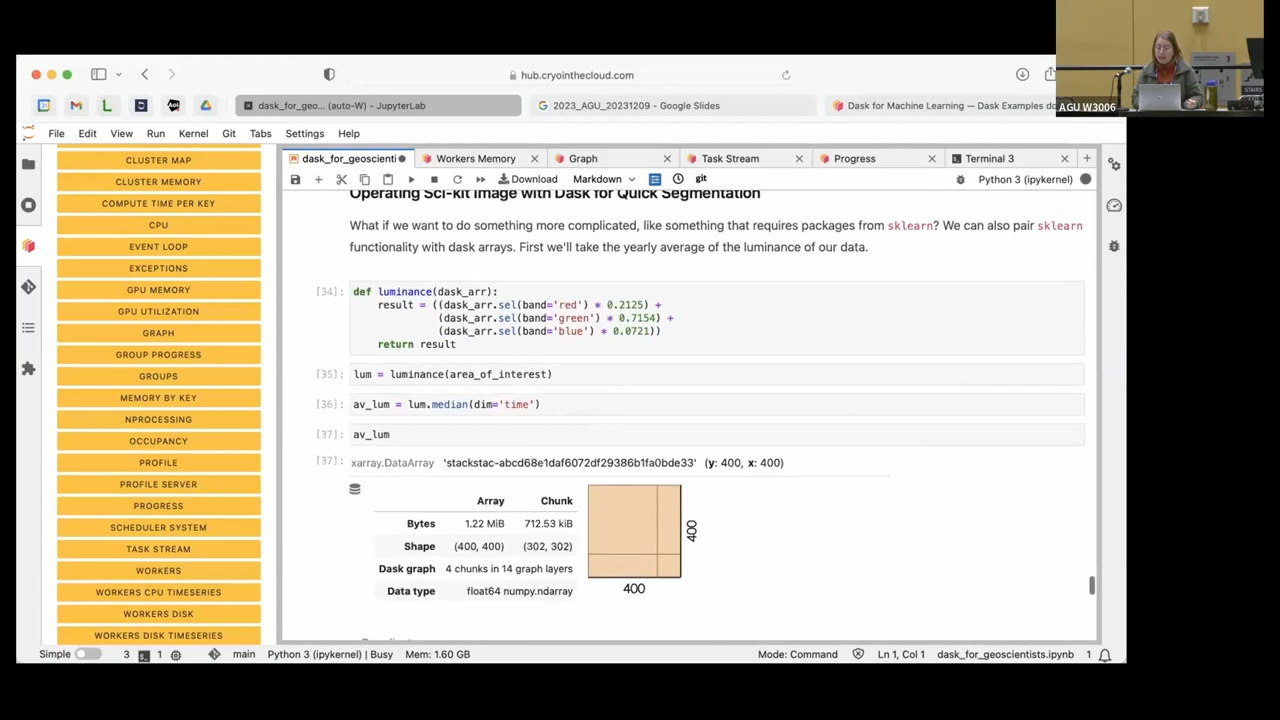 AGU W3006
hub.cryointhecloud.com
dask_for_geo... (auto-W) - JupyterLab
2023_AGU_20231209 - Google Slides
Dask for Machine Learning — Dask Examples do
File Edit View Run Kernel Git Tabs Settings Help
CLUSTER MAP
CLUSTER MEMORY
COMPUTE TIME PER KEY
CPU
EVENT LOOP
EXCEPTIONS
GPU MEMORY
GPU UTILIZATION
GRAPH
GROUP PROGRESS
GROUPS
MEMORY BY KEY
NPROCESSING
OCCUPANCY
PROFILE
PROFILE SERVER
PROGRESS
SCHEDULER SYSTEM
TASK STREAM
WORKERS
WORKERS CPU TIMESERIES
WORKERS DISK
WORKERS DISK TIMESERIES
dask_for_geoscienti Workers Memory Graph Task Stream Progress Terminal 3
Download Markdown git Python 3 (ipykernel)
Operating Sci-kit Image with Dask for Quick Segmentation
What if we want to do something more complicated, like something that requires packages from sklearn? We can also pair sklearn
functionality with dask arrays. First we'll take the yearly average of the luminance of our data.
[34]: def luminance(dask_arr):
result = ((dask_arr.sel(band='red') * 0.2125) +
(dask_arr.sel(band='green') * 0.7154) +
(dask_arr.sel(band='blue') * 0.0721))
return result
[35]: lum = luminance(area_of_interest)
[36]: av_lum = lum.median(dim='time')
[37]: av_lum
[37]: xarray.DataArray 'stackstac-abcd68e1daf6072df29386b1fa0bde33' (y: 400, x: 400)
Array Chunk
Bytes 1.22 MiB 712.53 kiB
Shape (400, 400) (302, 302)
Dask graph 4 chunks in 14 graph layers
Data type float64 numpy.ndarray
400
400
Simple 3 1 main Python 3 (ipykernel) | Busy Mem: 1.60 GB Mode: Command Ln 1, Col 1 dask_for_geoscientists.ipynb 1